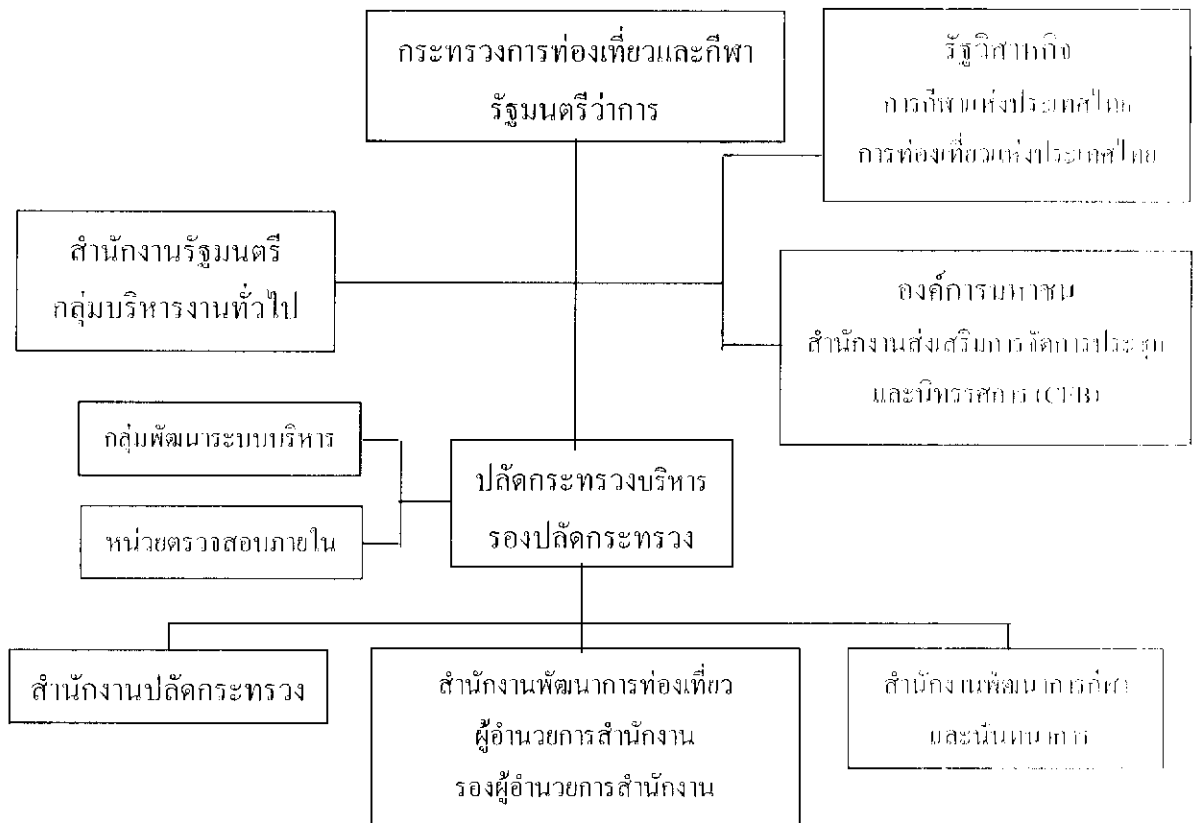 กระทรวงการท่องเที่ยวและกีฬา
รัฐมนตรีว่าการ
รัฐวิสาหกิจ
การกีฬาแห่งประเทศไทย
การท่องเที่ยวแห่งประเทศไทย
สำนักงานรัฐมนตรี
กลุ่มบริหารงานทั่วไป
องค์การมหาชน
สำนักงานส่งเสริมการจัดการประชุม
และนิทรรศการ
กลุ่มพัฒนาระบบบริหาร
ปลัดกระทรวงบริหาร
รองปลัดกระทรวง
หน่วยตรวจสอบภายใน
สำนักงานปลัดกระทรวง
สำนักงานพัฒนาการท่องเที่ยว
ผู้อำนวยการสำนักงาน
รองผู้อำนวยการสำนักงาน
สำนักงานพัฒนาการกีฬา
และนันทนาการ